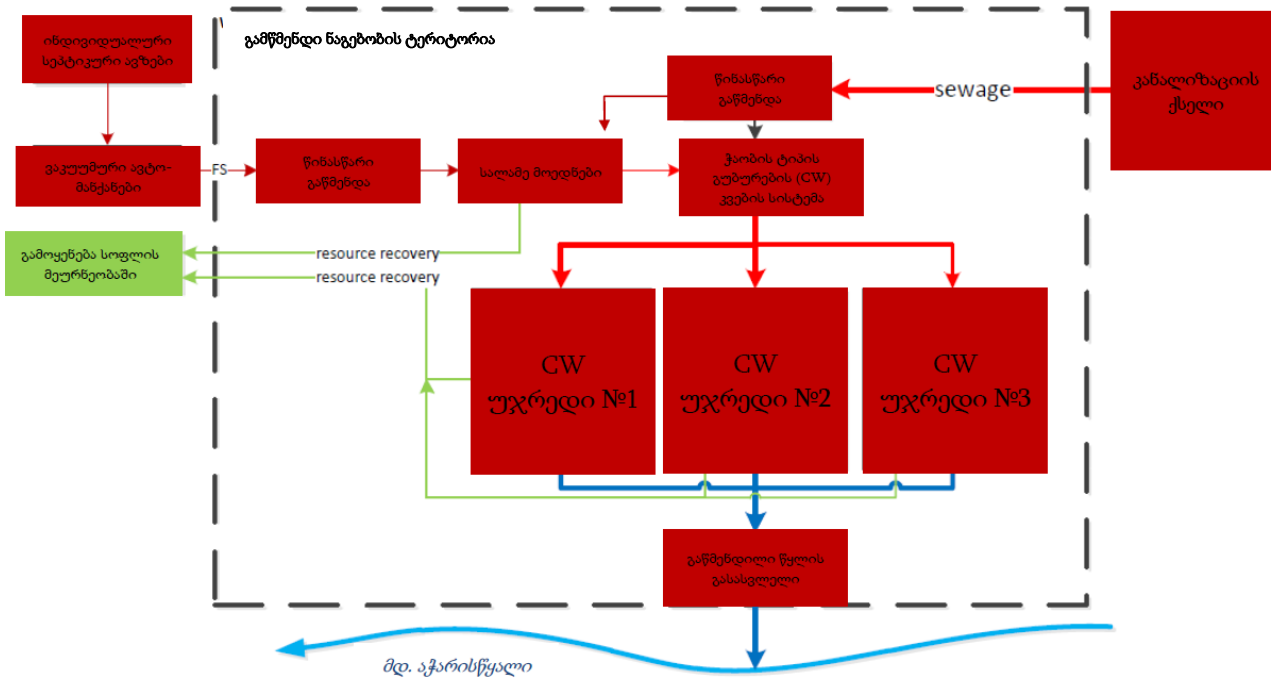 ინდივიდუალური
სეპტიკური ავზები
გამწმენდი ნაგებობის ტერიტორია
წინასწარი
გაწმენდა
sewage
კანალიზაციის
ქსელი
ვაკუუმური ავტო-
მანქანები
FS
წინასწარი
გაწმენდა
სალამე მოედნები
ჭაობის ტიპის
გუბურების (CW)
კვების სისტემა
გამოყენება სოფლის
მეურნეობაში
resource recovery
resource recovery
CW
უჯრედი №1
CW
უჯრედი №2
CW
უჯრედი №3
გაწმენდილი წყლის
გასასვლელი
მდ. აჭარისწყალი